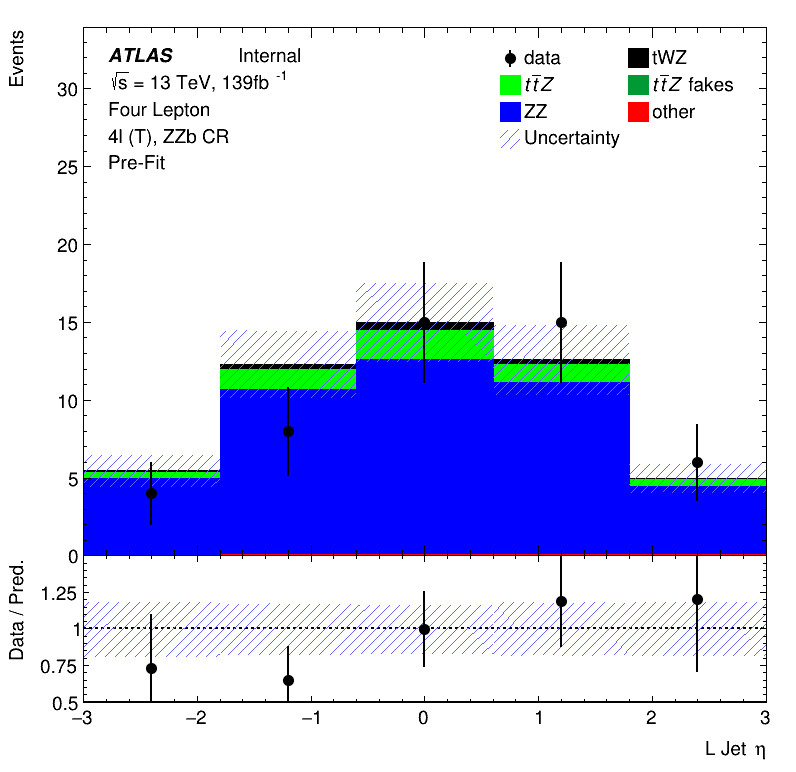 Events
ATLAS Internal
√s = 13 TeV, 139fb⁻¹
Four Lepton
4l (T), ZZb CR
Pre-Fit
data
tWZ
tt̄Z
tt̄Z fakes
ZZ
other
Uncertainty
30
25
20
15
10
5
0
Data / Pred.
1.25
1
0.75
0.5
−3 −2 −1 0 1 2 3
L Jet η